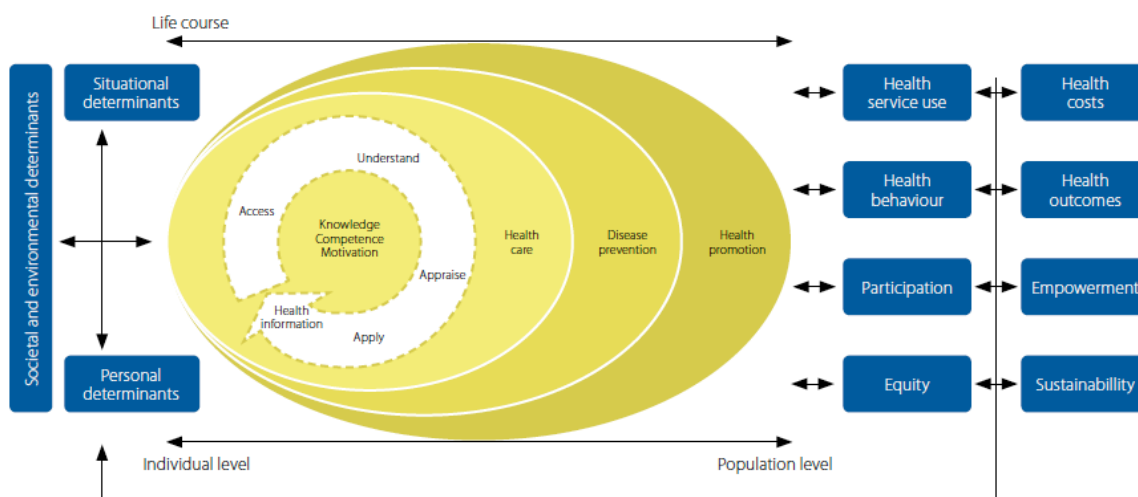 Life course
Societal and environmental determinants
Situational
determinants
Personal
determinants
Understand
Access
Knowledge
Competence
Motivation
Appraise
Health
information
Apply
Health
care
Disease
prevention
Health
promotion
Health
service use
Health
costs
Health
behaviour
Health
outcomes
Participation
Empowerment
Equity
Sustainabillity
Individual level
Population level